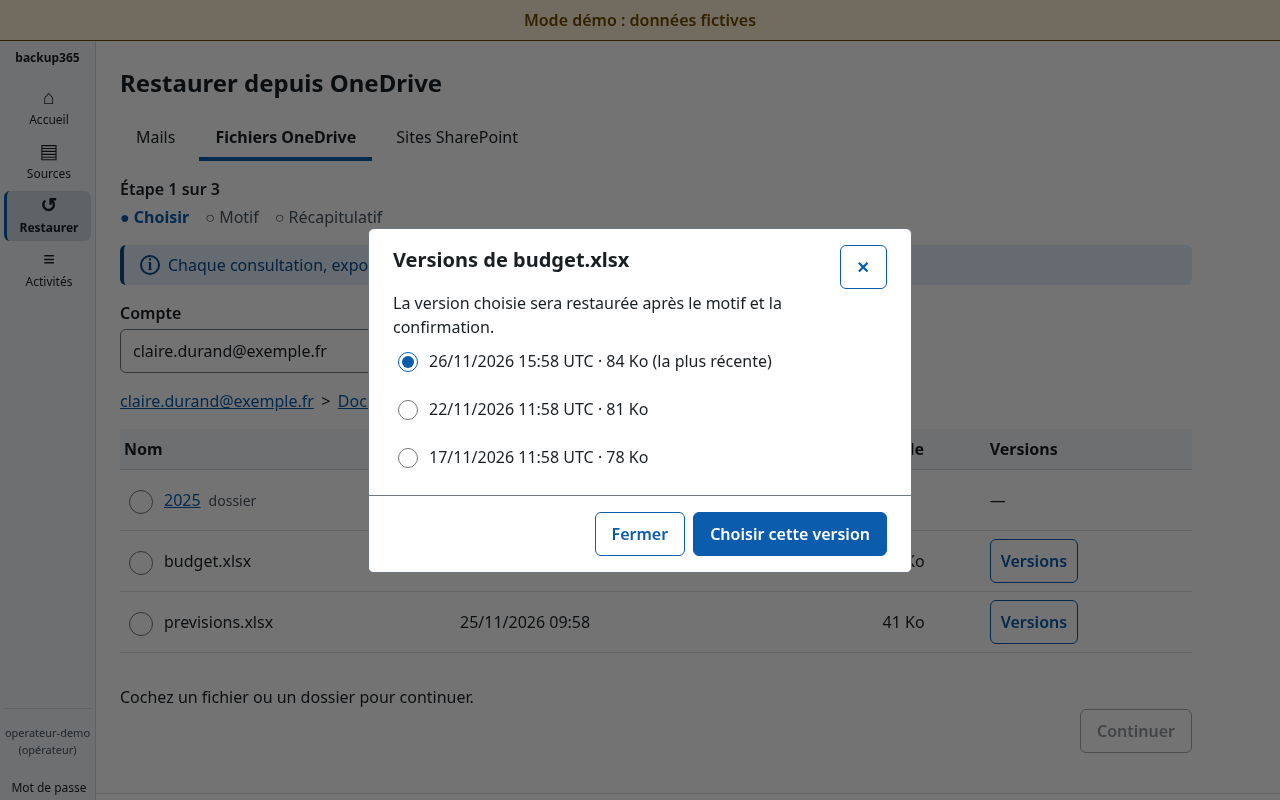 Mode démo : données fictives
backup365
Accueil
Sources
Restaurer
Activités
operateur-demo
(opérateur)
Mot de passe
Restaurer depuis OneDrive
Mails Fichiers OneDrive Sites SharePoint
Étape 1 sur 3
● Choisir ○ Motif ○ Récapitulatif
Chaque consultation, expo
Compte
claire.durand@exemple.fr
claire.durand@exemple.fr > Doc
Nom Versions
2025 dossier —
budget.xlsx Ko Versions
previsions.xlsx 25/11/2026 09:58 41 Ko Versions
Cochez un fichier ou un dossier pour continuer.
Continuer
Versions de budget.xlsx
×
La version choisie sera restaurée après le motif et la
confirmation.
26/11/2026 15:58 UTC · 84 Ko (la plus récente)
22/11/2026 11:58 UTC · 81 Ko
17/11/2026 11:58 UTC · 78 Ko
Fermer Choisir cette version